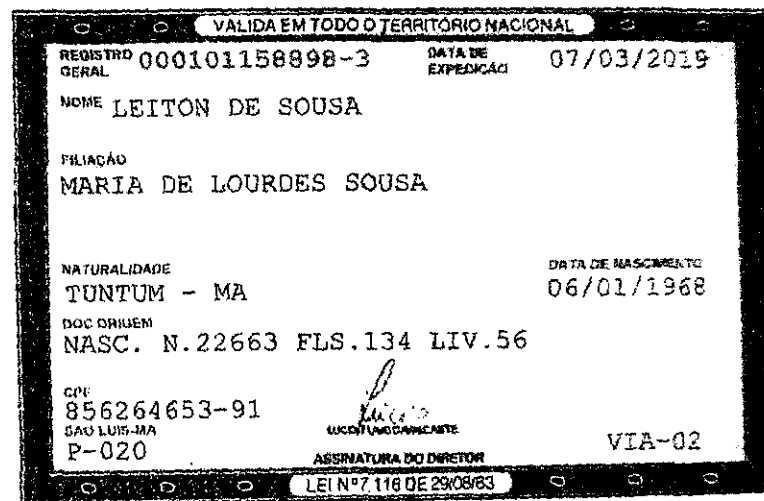 VALIDA EM TODO O TERRITÓRIO NACIONAL
REGISTRO GERAL 000101158898-3 DATA DE EXPEDIÇÃO 07/03/2019
NOME LEITON DE SOUSA
FILIAÇÃO
MARIA DE LOURDES SOUSA
NATURALIDADE DATA DE NASCIMENTO
TUNTUM - MA 06/01/1968
DOC ORIGEM
NASC. N.22663 FLS.134 LIV.56
CPF
856264653-91
SAO LUIS-MA
P-020 VIA-02
ASSINATURA DO DIRETOR
LEI Nº 7.116 DE 29/08/83